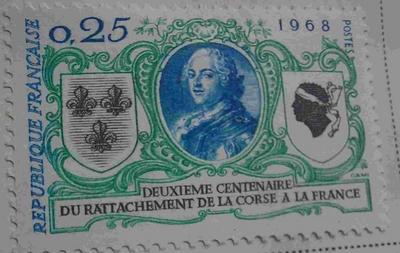 0,25
1968
POSTES
REPUBLIQUE FRANÇAISE
DEUXIEME CENTENAIRE
DU RATTACHEMENT DE LA CORSE A LA FRANCE